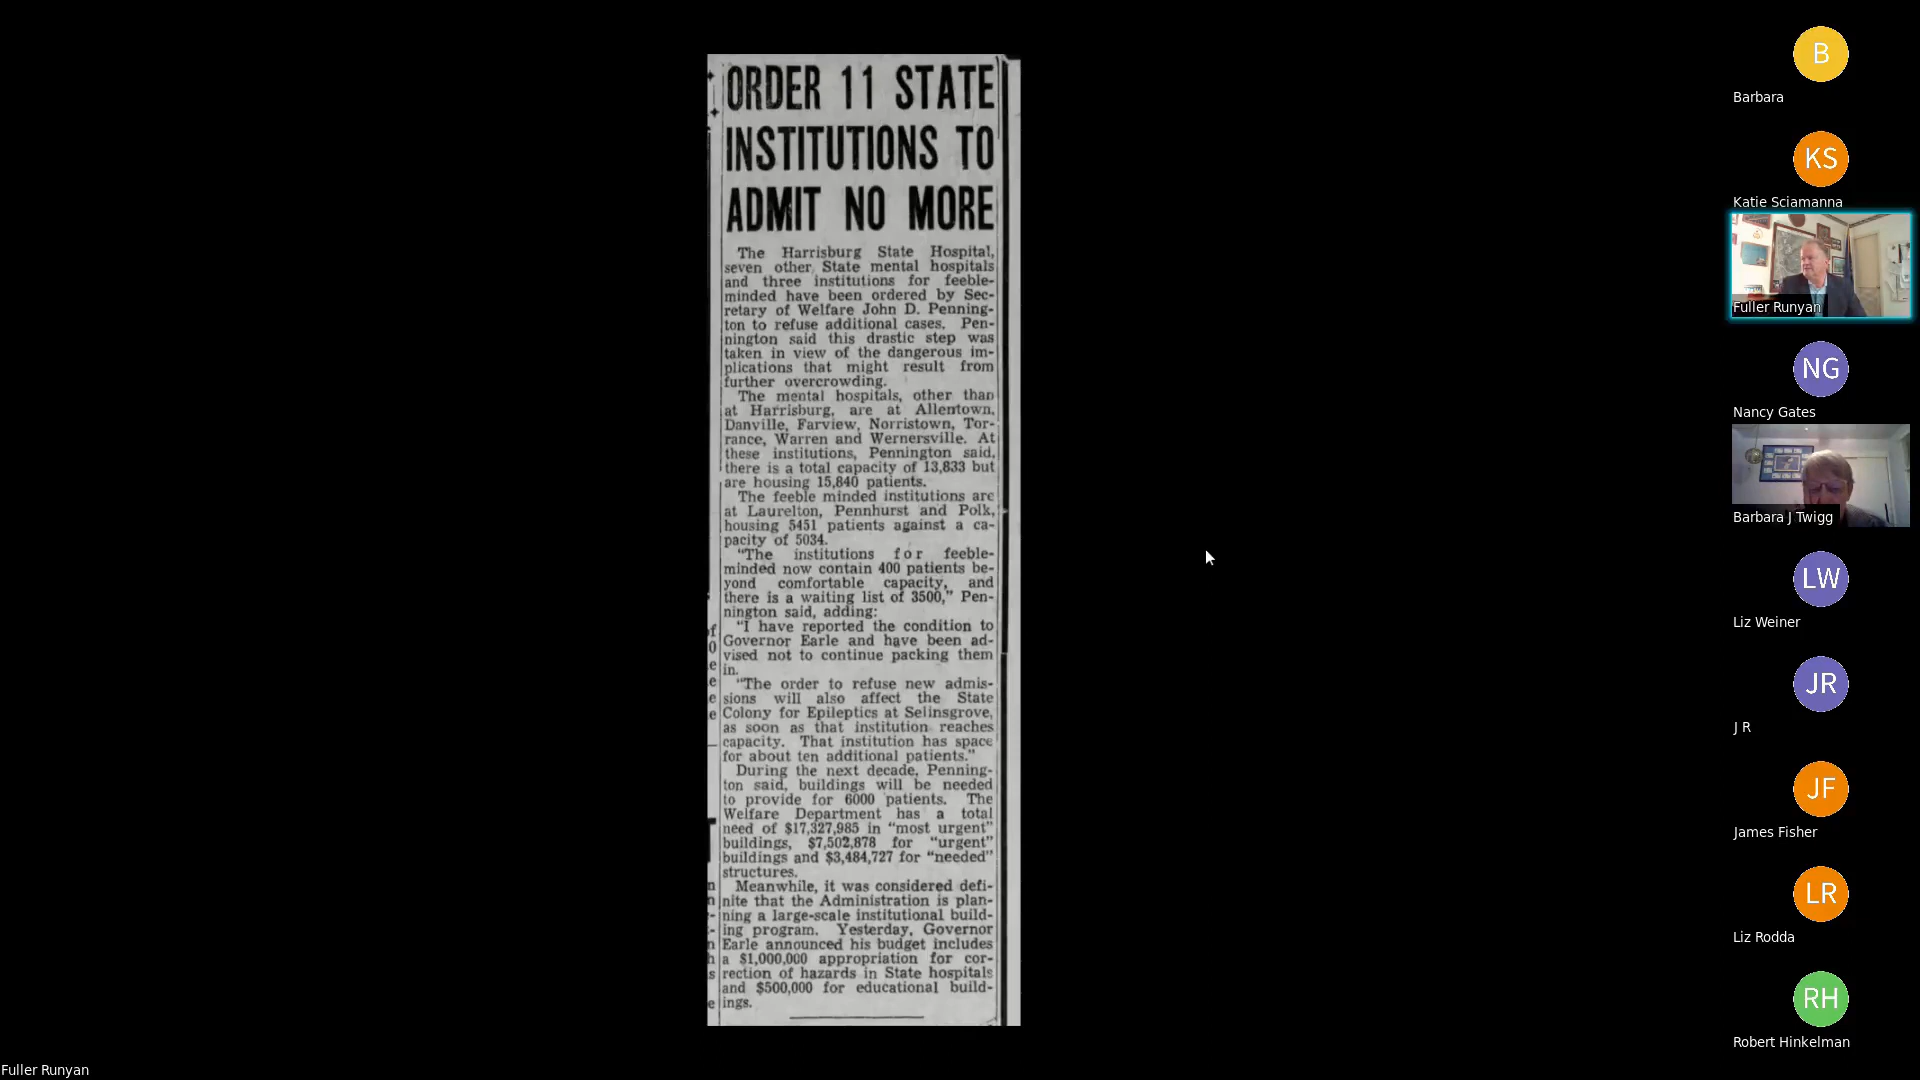 ORDER 11 STATE
INSTITUTIONS TO
ADMIT NO MORE
The Harrisburg State Hospital,
seven other State mental hospitals
and three institutions for feeble-
minded have been ordered by Sec-
retary of Welfare John D. Penning-
ton to refuse additional cases. Pen-
nington said this drastic step was
taken in view of the dangerous im-
plications that might result from
further overcrowding.
The mental hospitals, other than
at Harrisburg, are at Allentown,
Danville, Farview, Norristown, Tor-
rance, Warren and Wernersville. At
these institutions, Pennington said,
there is a total capacity of 13,833 but
are housing 15,840 patients.
The feeble minded institutions are
at Laurelton, Pennhurst and Polk,
housing 5451 patients against a ca-
pacity of 5034.
"The institutions for feeble-
minded now contain 400 patients be-
yond comfortable capacity, and
there is a waiting list of 3500," Pen-
nington said, adding:
"I have reported the condition to
Governor Earle and have been ad-
vised not to continue packing them
in.
"The order to refuse new admis-
sions will also affect the State
Colony for Epileptics at Selinsgrove,
as soon as that institution reaches
capacity. That institution has space
for about ten additional patients."
During the next decade, Penning-
ton said, buildings will be needed
to provide for 6000 patients. The
Welfare Department has a total
need of $17,327,985 in "most urgent"
buildings, $7,502,878 for "urgent"
buildings and $3,484,727 for "needed"
structures.
Meanwhile, it was considered defi-
nite that the Administration is plan-
ning a large-scale institutional build-
ing program. Yesterday, Governor
Earle announced his budget includes
a $1,000,000 appropriation for cor-
rection of hazards in State hospitals
and $500,000 for educational build-
ings.
B
Barbara
KS
Katie Sciamanna
Fuller Runyan
NG
Nancy Gates
Barbara J Twigg
LW
Liz Weiner
JR
J R
JF
James Fisher
LR
Liz Rodda
RH
Robert Hinkelman
Fuller Runyan